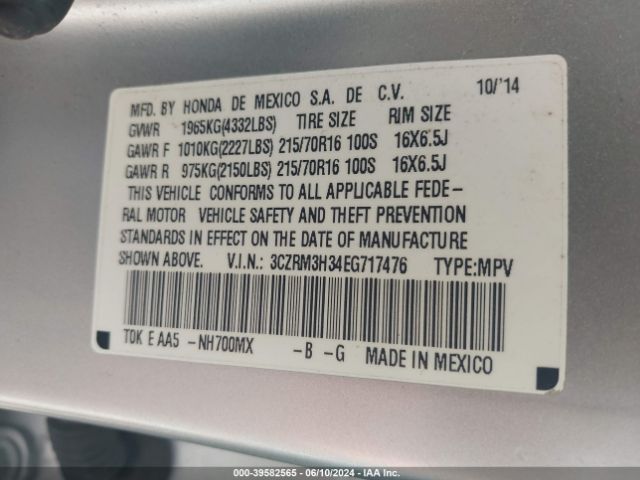 MFD. BY HONDA DE MEXICO S.A. DE C.V. 10/'14
GVWR 1965KG(4332LBS) TIRE SIZE RIM SIZE
GAWR F 1010KG(2227LBS) 215/70R16 100S 16X6.5J
GAWR R 975KG(2150LBS) 215/70R16 100S 16X6.5J
THIS VEHICLE CONFORMS TO ALL APPLICABLE FEDE-
RAL MOTOR VEHICLE SAFETY AND THEFT PREVENTION
STANDARDS IN EFFECT ON THE DATE OF MANUFACTURE
SHOWN ABOVE. V.I.N.: 3CZRM3H34EG717476 TYPE:MPV
T0K E AA5 -NH700MX -B -G MADE IN MEXICO
000-39582565 - 06/10/2024 - IAA Inc.